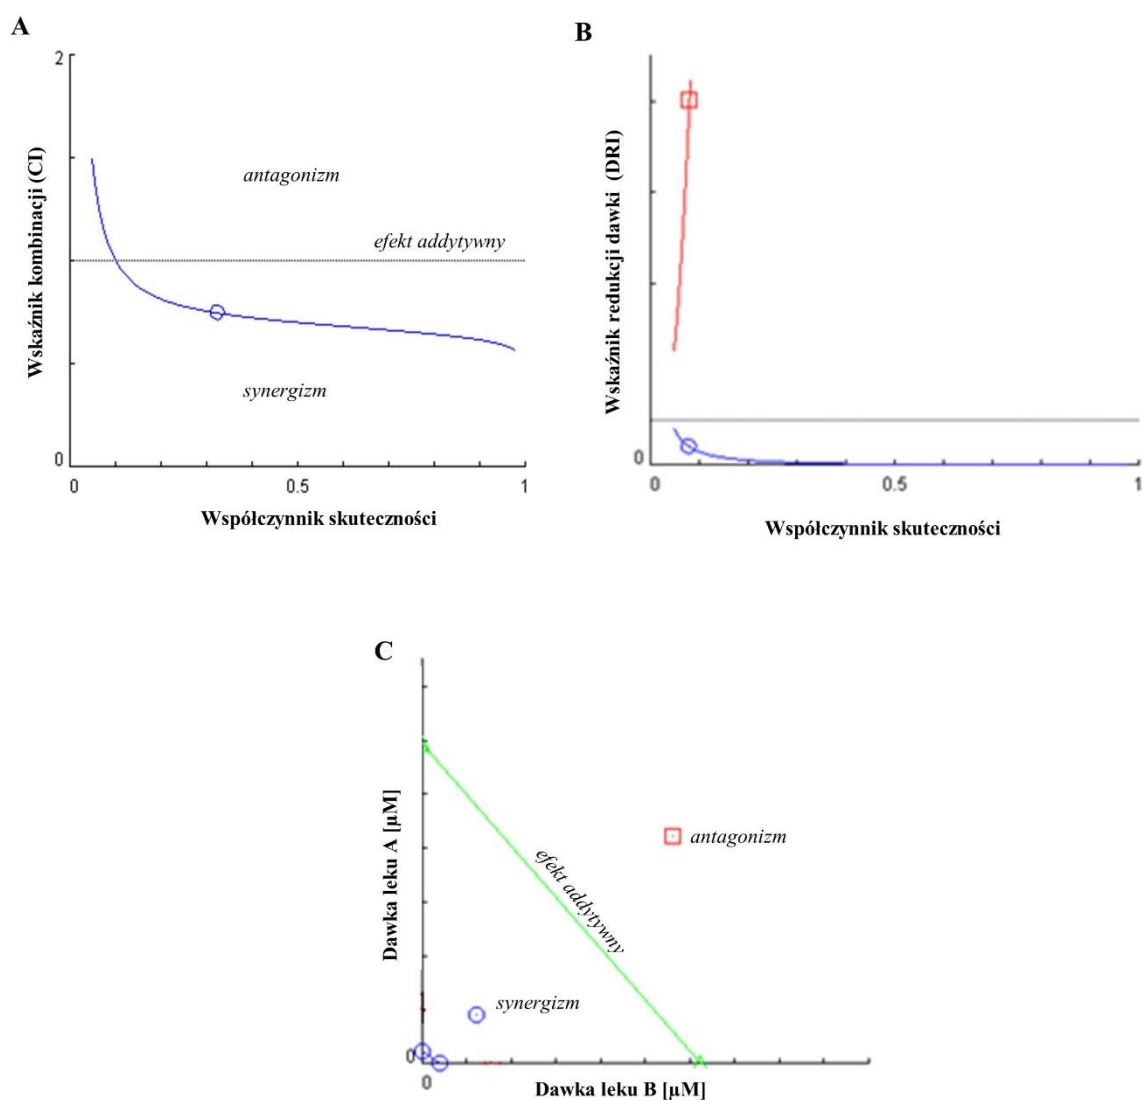 A
2
Wskaźnik kombinacji (CI)
antagonizm
efekt addytywny
synergizm
0
0
0.5
1
Współczynnik skuteczności
B
Wskaźnik redukcji dawki (DRI)
0
0
0.5
1
Współczynnik skuteczności
C
Dawka leku A [µM]
antagonizm
efekt addytywny
synergizm
0
0
Dawka leku B [µM]